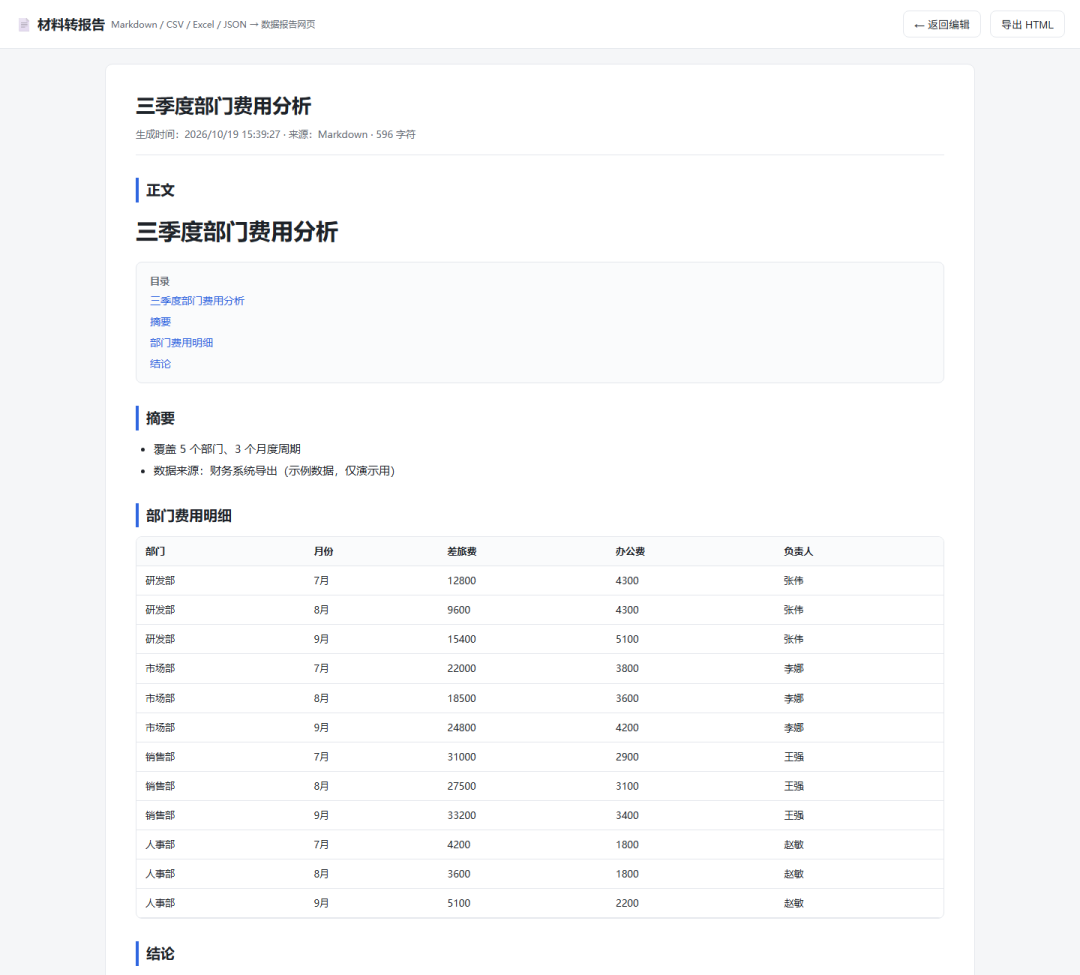 材料转报告 Markdown / CSV / Excel / JSON → 数据报告网页 ← 返回编辑 导出 HTML
三季度部门费用分析
生成时间：2026/10/19 15:39:27 · 来源：Markdown · 596 字符
正文
三季度部门费用分析
目录
三季度部门费用分析
摘要
部门费用明细
结论
摘要
• 覆盖 5 个部门、3 个月度周期
• 数据来源：财务系统导出（示例数据，仅演示用）
部门费用明细
部门 月份 差旅费 办公费 负责人
研发部 7月 12800 4300 张伟
研发部 8月 9600 4300 张伟
研发部 9月 15400 5100 张伟
市场部 7月 22000 3800 李娜
市场部 8月 18500 3600 李娜
市场部 9月 24800 4200 李娜
销售部 7月 31000 2900 王强
销售部 8月 27500 3100 王强
销售部 9月 33200 3400 王强
人事部 7月 4200 1800 赵敏
人事部 8月 3600 1800 赵敏
人事部 9月 5100 2200 赵敏
结论